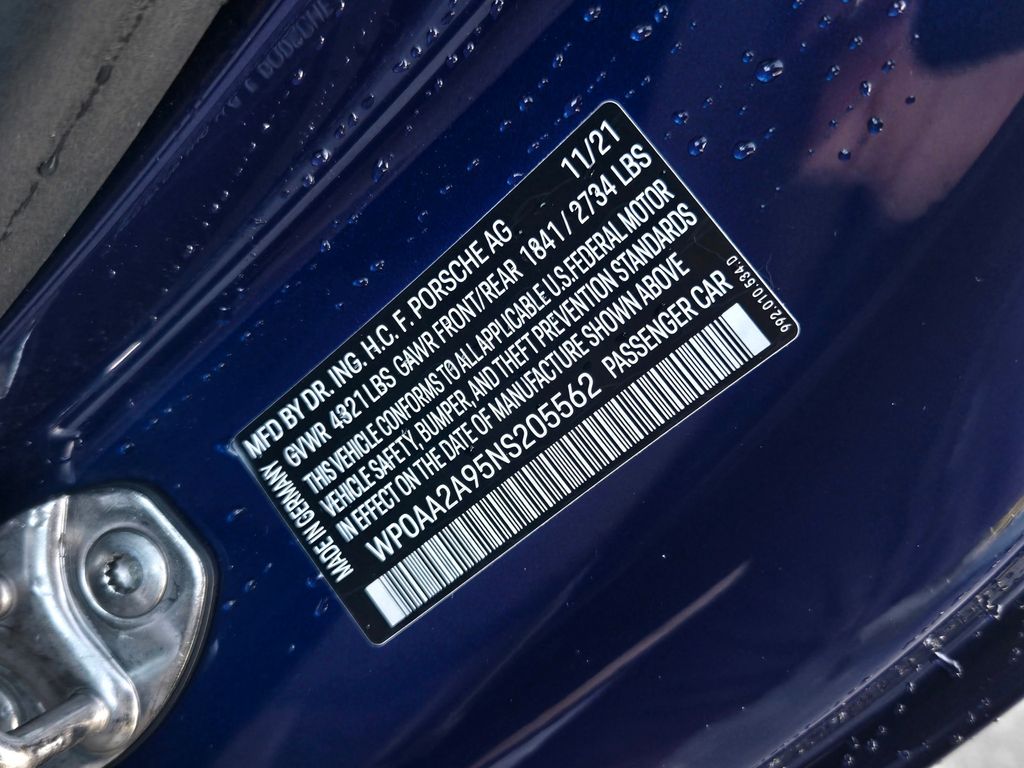 MFD BY DR. ING. H.C. F. PORSCHE AG 11/21
GVWR 4321 LBS GAWR FRONT/REAR 1841 / 2734 LBS
THIS VEHICLE CONFORMS TO ALL APPLICABLE U.S. FEDERAL MOTOR
VEHICLE SAFETY, BUMPER, AND THEFT PREVENTION STANDARDS
IN EFFECT ON THE DATE OF MANUFACTURE SHOWN ABOVE
WP0AA2A95NS205562 PASSENGER CAR
MADE IN GERMANY
992.010.534.D